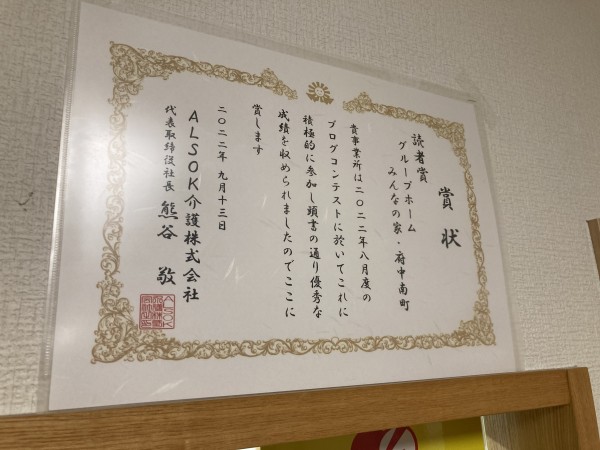 賞状
読者賞
グループホーム
みんなの家・府中南町
貴事業所は二〇二二年八月度の
ブログコンテストに於いてこれに
積極的に参加し頭書の通り優秀な
成績を収められましたのでここに
賞します
二〇二二年 九月十三日
ALSOK介護株式会社
代表取締役社長 熊谷 敬